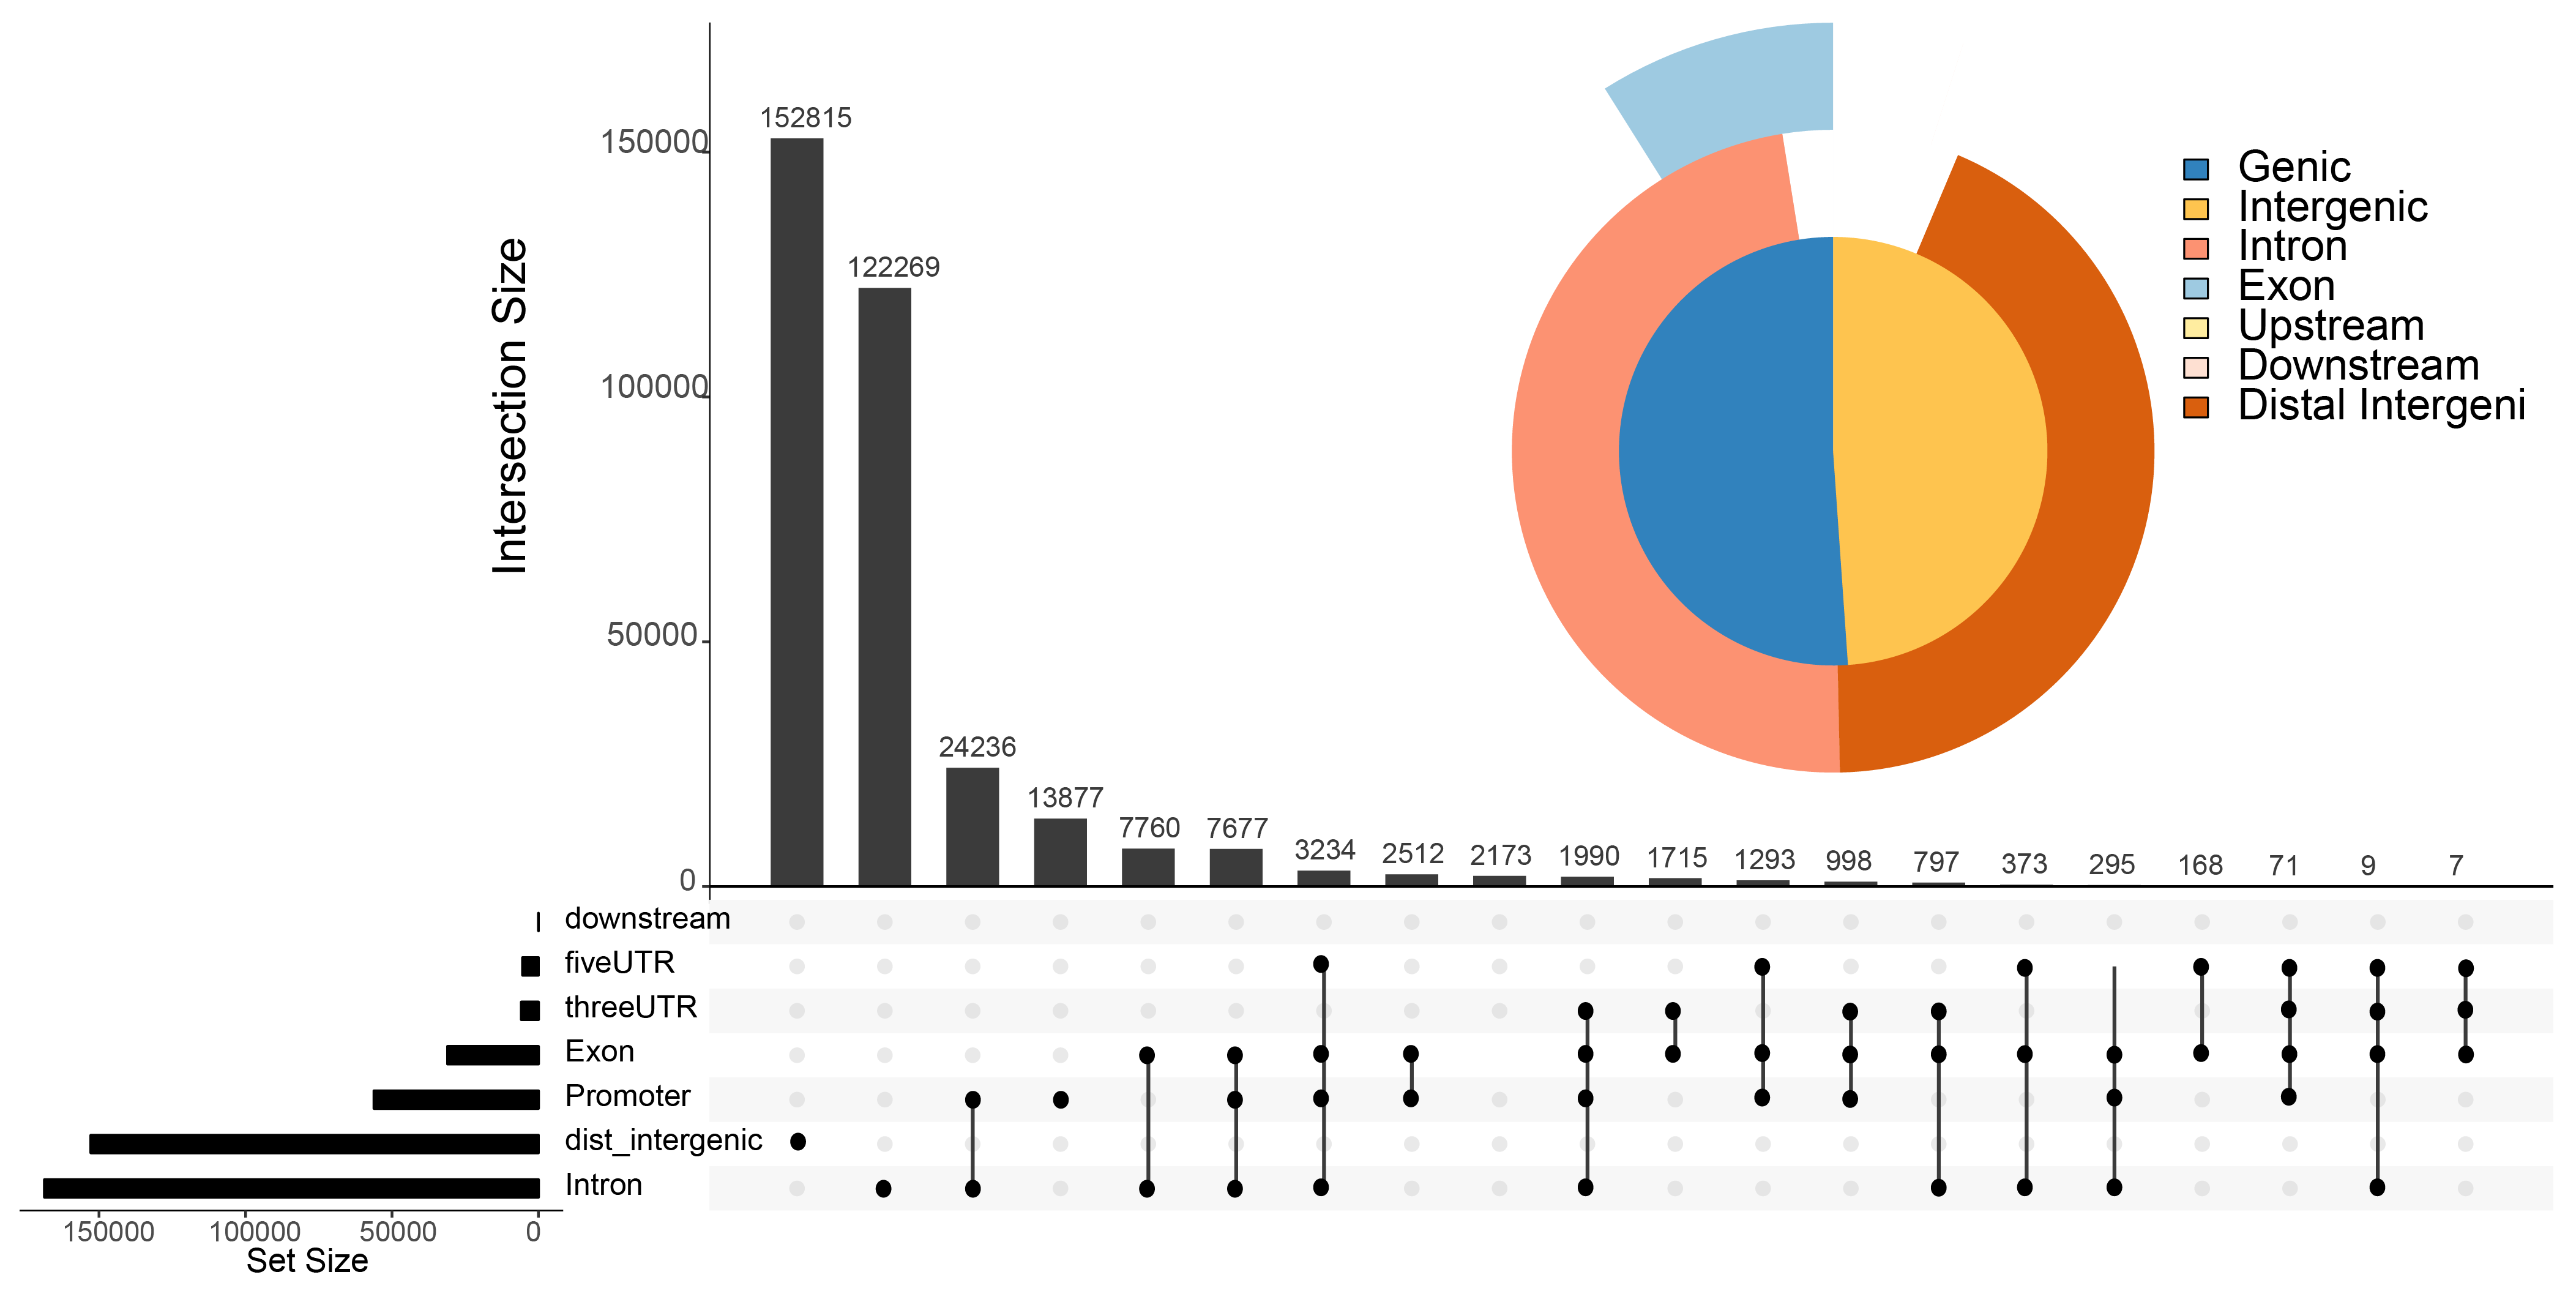 Intersection Size
150000
100000
50000
0
152815
122269
24236
13877
7760
7677
3234
2512
2173
1990
1715
1293
998
797
373
295
168
71
9
7
Genic
Intergenic
Intron
Exon
Upstream
Downstream
Distal Intergeni
downstream
fiveUTR
threeUTR
Exon
Promoter
dist_intergenic
Intron
150000 100000 50000 0
Set Size